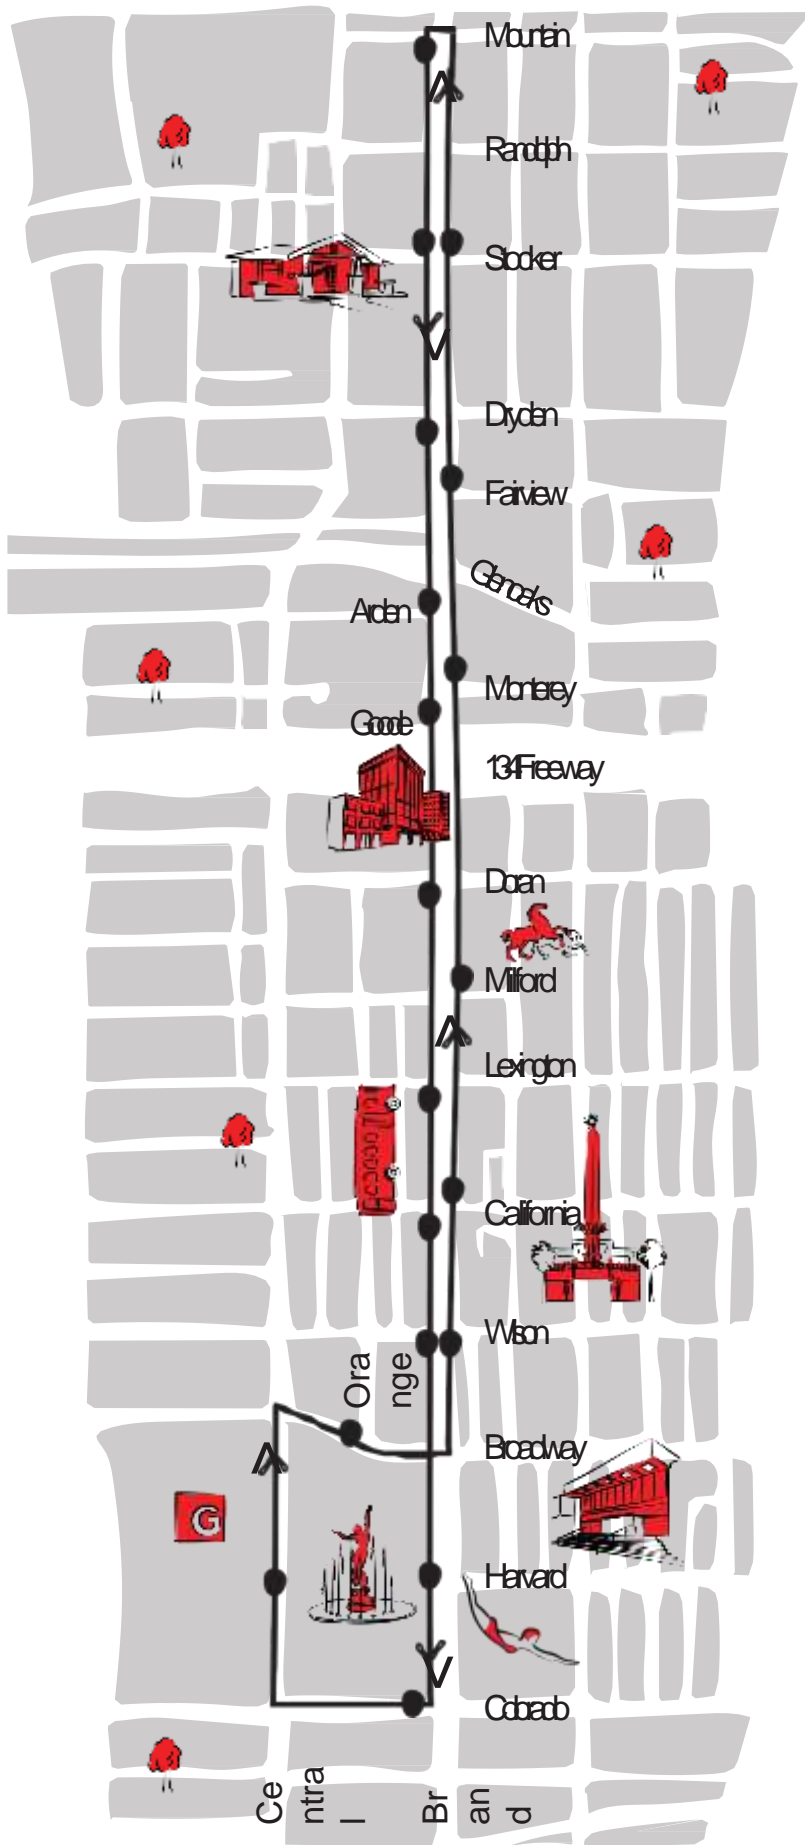 Mountain
Randolph
Stocker
Dryden
Fairview
Glenoaks
Arden
Monterey
Goode
134 Freeway
Doran
Milford
Lexington
California
Wilson
Ora
nge
Broadway
G
Harvard
Colorado
Ce
ntra
l
Br
an
d